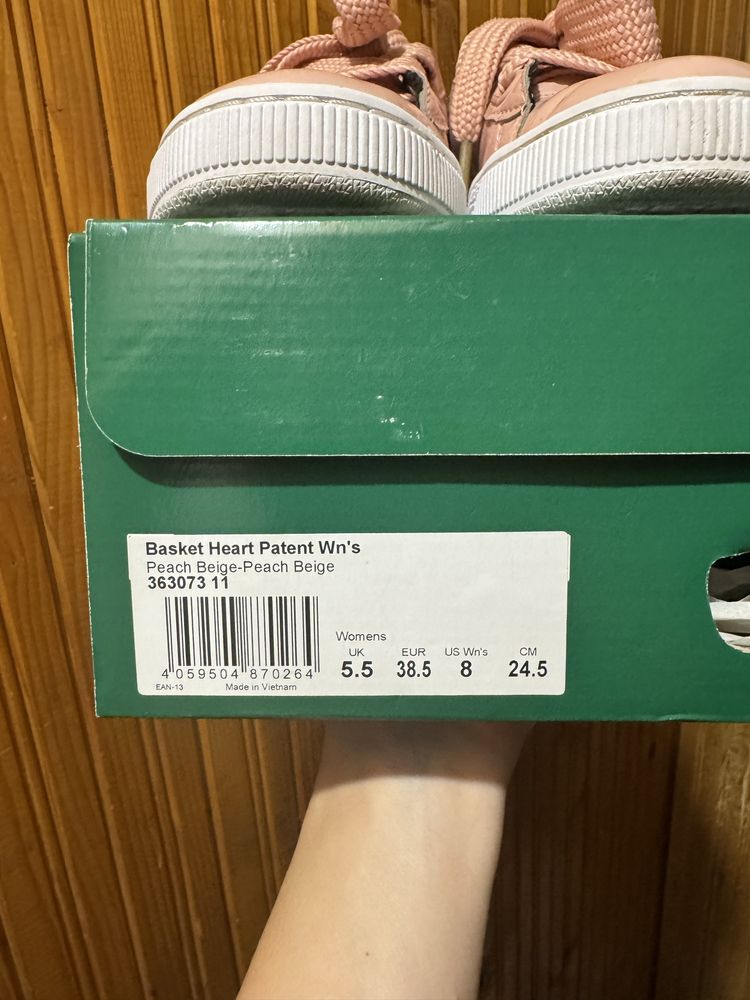 Basket Heart Patent Wn's
Peach Beige-Peach Beige
363073 11
Womens
UK EUR US Wn's CM
5.5 38.5 8 24.5
4 059504 870264
EAN-13 Made in Vietnam